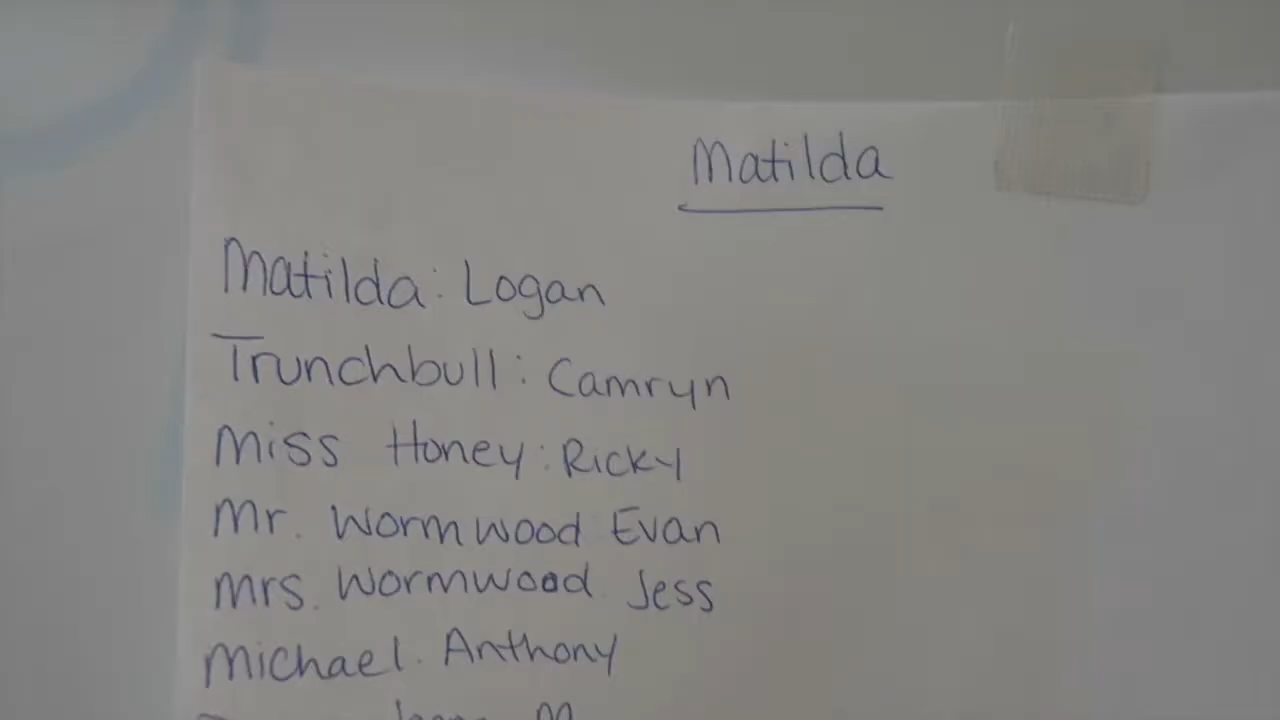 Matilda
Matilda: Logan
Trunchbull: Camryn
Miss Honey: Ricky
Mr. Wormwood Evan
Mrs. Wormwood Jess
Michael. Anthony